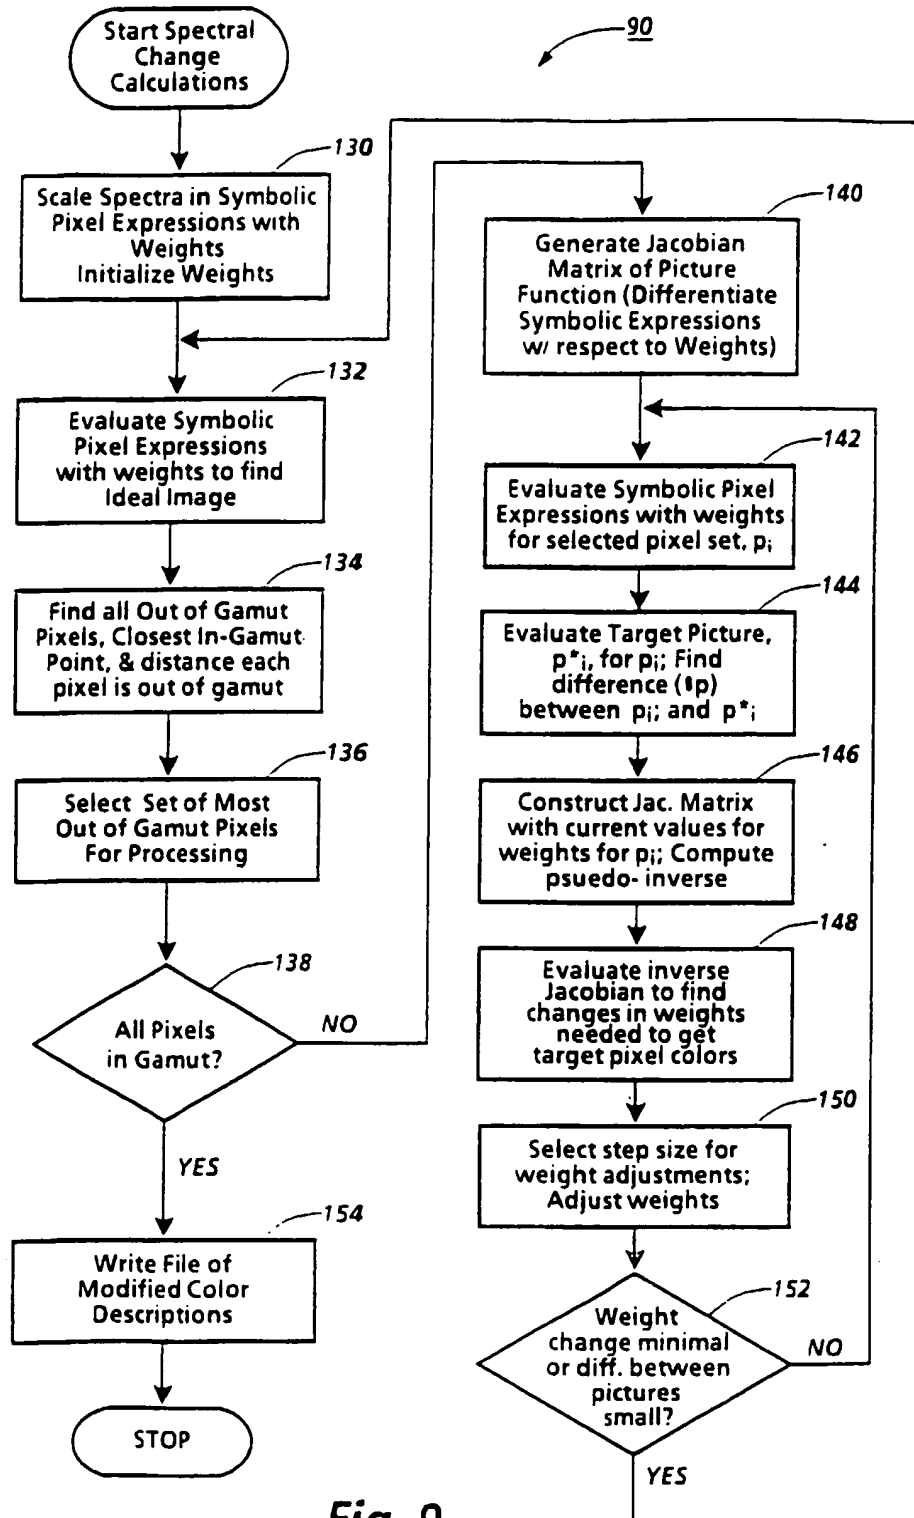 Start Spectral
Change
Calculations
90
130
Scale Spectra in Symbolic
Pixel Expressions with
Weights
Initialize Weights
132
Evaluate Symbolic
Pixel Expressions
with weights to find
Ideal Image
134
Find all Out of Gamut
Pixels, Closest In-Gamut
Point, & distance each
pixel is out of gamut
136
Select Set of Most
Out of Gamut Pixels
For Processing
138
All Pixels
in Gamut?
NO
YES
154
Write File of
Modified Color
Descriptions
STOP
140
Generate Jacobian
Matrix of Picture
Function (Differentiate
Symbolic Expressions
w/ respect to Weights)
142
Evaluate Symbolic Pixel
Expressions with weights
for selected pixel set, pi
144
Evaluate Target Picture,
p*i, for pi; Find
difference (p)
between pi; and p*i
146
Construct Jac. Matrix
with current values for
weights for pi; Compute
psuedo- inverse
148
Evaluate inverse
Jacobian to find
changes in weights
needed to get
target pixel colors
150
Select step size for
weight adjustments;
Adjust weights
152
Weight
change minimal
or diff. between
pictures
small?
NO
YES
Fig. 9